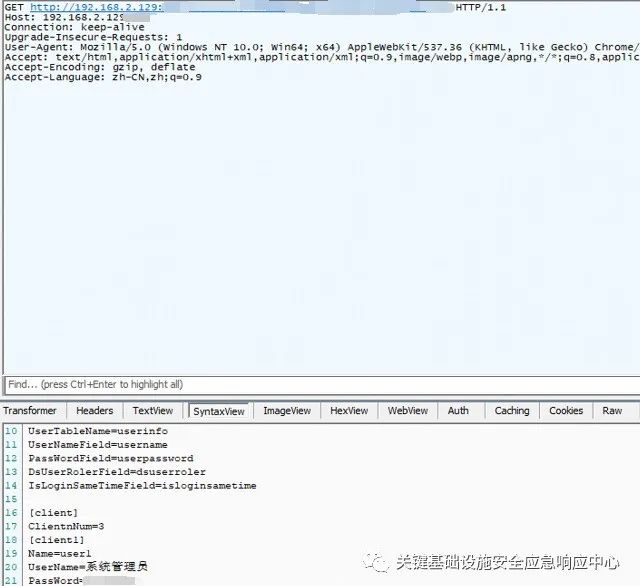 GET http://192.168.2.129: HTTP/1.1
Host: 192.168.2.129
Connection: keep-alive
Upgrade-Insecure-Requests: 1
User-Agent: Mozilla/5.0 (Windows NT 10.0; Win64; x64) AppleWebKit/537.36 (KHTML, like Gecko) Chrome/
Accept: text/html,application/xhtml+xml,application/xml;q=0.9,image/webp,image/apng,*/*;q=0.8,applic
Accept-Encoding: gzip, deflate
Accept-Language: zh-CN,zh;q=0.9
Find... (press Ctrl+Enter to highlight all)
Transformer Headers TextView SyntaxView ImageView HexView WebView Auth Caching Cookies Raw
10 UserTableName=userinfo
11 UserNameField=username
12 PassWordField=userpassword
13 DsUserRolerField=dsuserroler
14 IsLoginSameTimeField=isloginsametime
15
16 [client]
17 ClientnNum=3
18 [client1]
19 Name=user1
20 UserName=系统管理员
21 PassWord=
关键基础设施安全应急响应中心